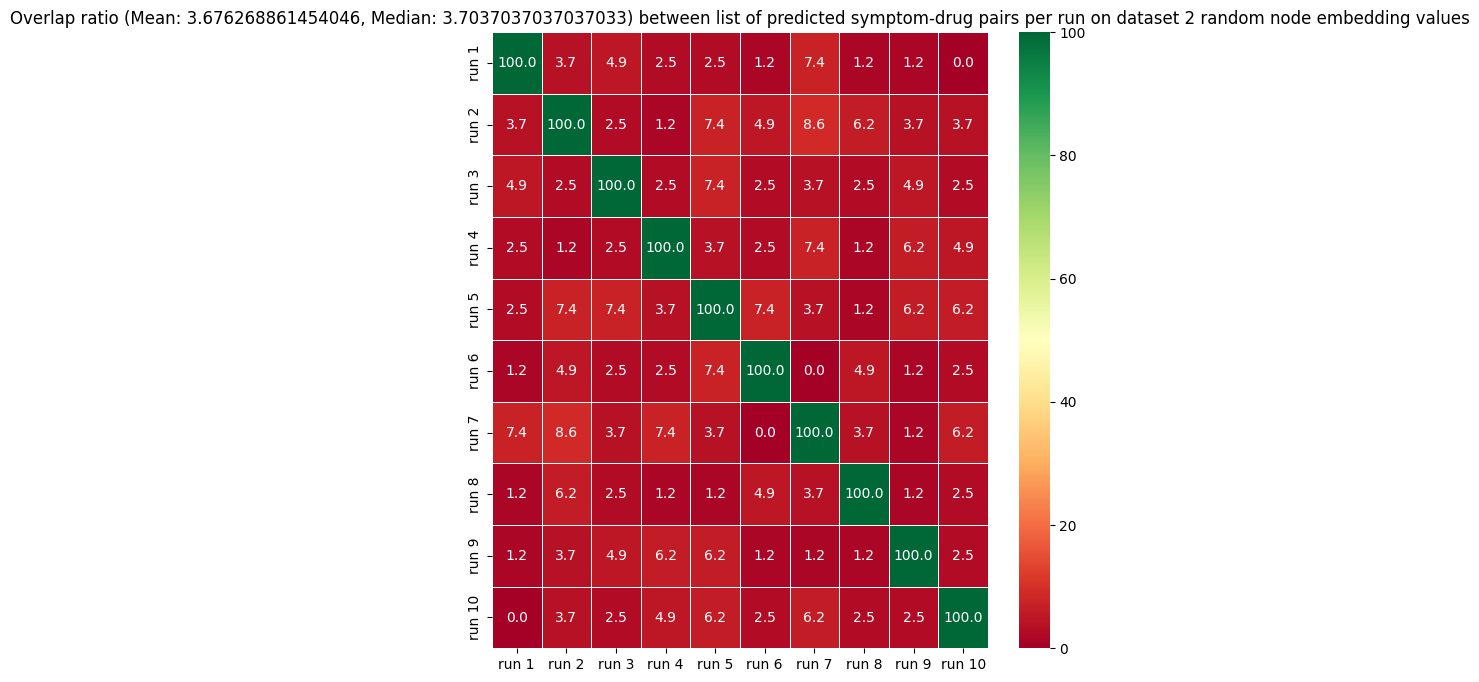 Overlap ratio (Mean: 3.676268861454046, Median: 3.7037037037037033) between list of predicted symptom-drug pairs per run on dataset 2 random node embedding values
run 1 100.0 3.7 4.9 2.5 2.5 1.2 7.4 1.2 1.2 0.0
run 2 3.7 100.0 2.5 1.2 7.4 4.9 8.6 6.2 3.7 3.7
run 3 4.9 2.5 100.0 2.5 7.4 2.5 3.7 2.5 4.9 2.5
run 4 2.5 1.2 2.5 100.0 3.7 2.5 7.4 1.2 6.2 4.9
run 5 2.5 7.4 7.4 3.7 100.0 7.4 3.7 1.2 6.2 6.2
run 6 1.2 4.9 2.5 2.5 7.4 100.0 0.0 4.9 1.2 2.5
run 7 7.4 8.6 3.7 7.4 3.7 0.0 100.0 3.7 1.2 6.2
run 8 1.2 6.2 2.5 1.2 1.2 4.9 3.7 100.0 1.2 2.5
run 9 1.2 3.7 4.9 6.2 6.2 1.2 1.2 1.2 100.0 2.5
run 10 0.0 3.7 2.5 4.9 6.2 2.5 6.2 2.5 2.5 100.0
run 1 run 2 run 3 run 4 run 5 run 6 run 7 run 8 run 9 run 10
100
80
60
40
20
0